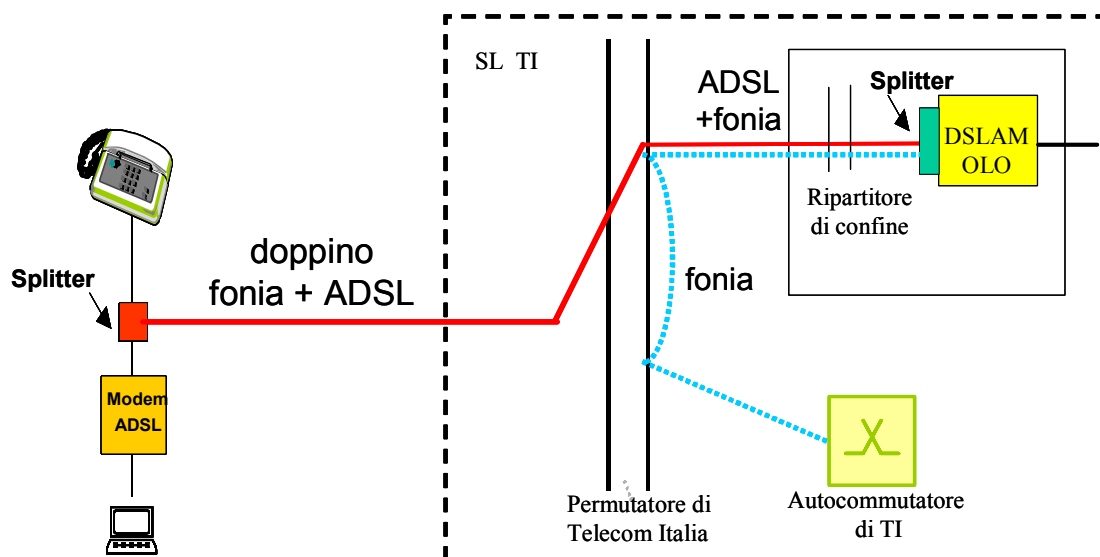 SL TI
ADSL
+fonia
Splitter
DSLAM
OLO
Ripartitore
di confine
doppino
fonia + ADSL
Splitter
fonia
Modem
ADSL
Permutatore di
Telecom Italia
Autocommutatore
di TI